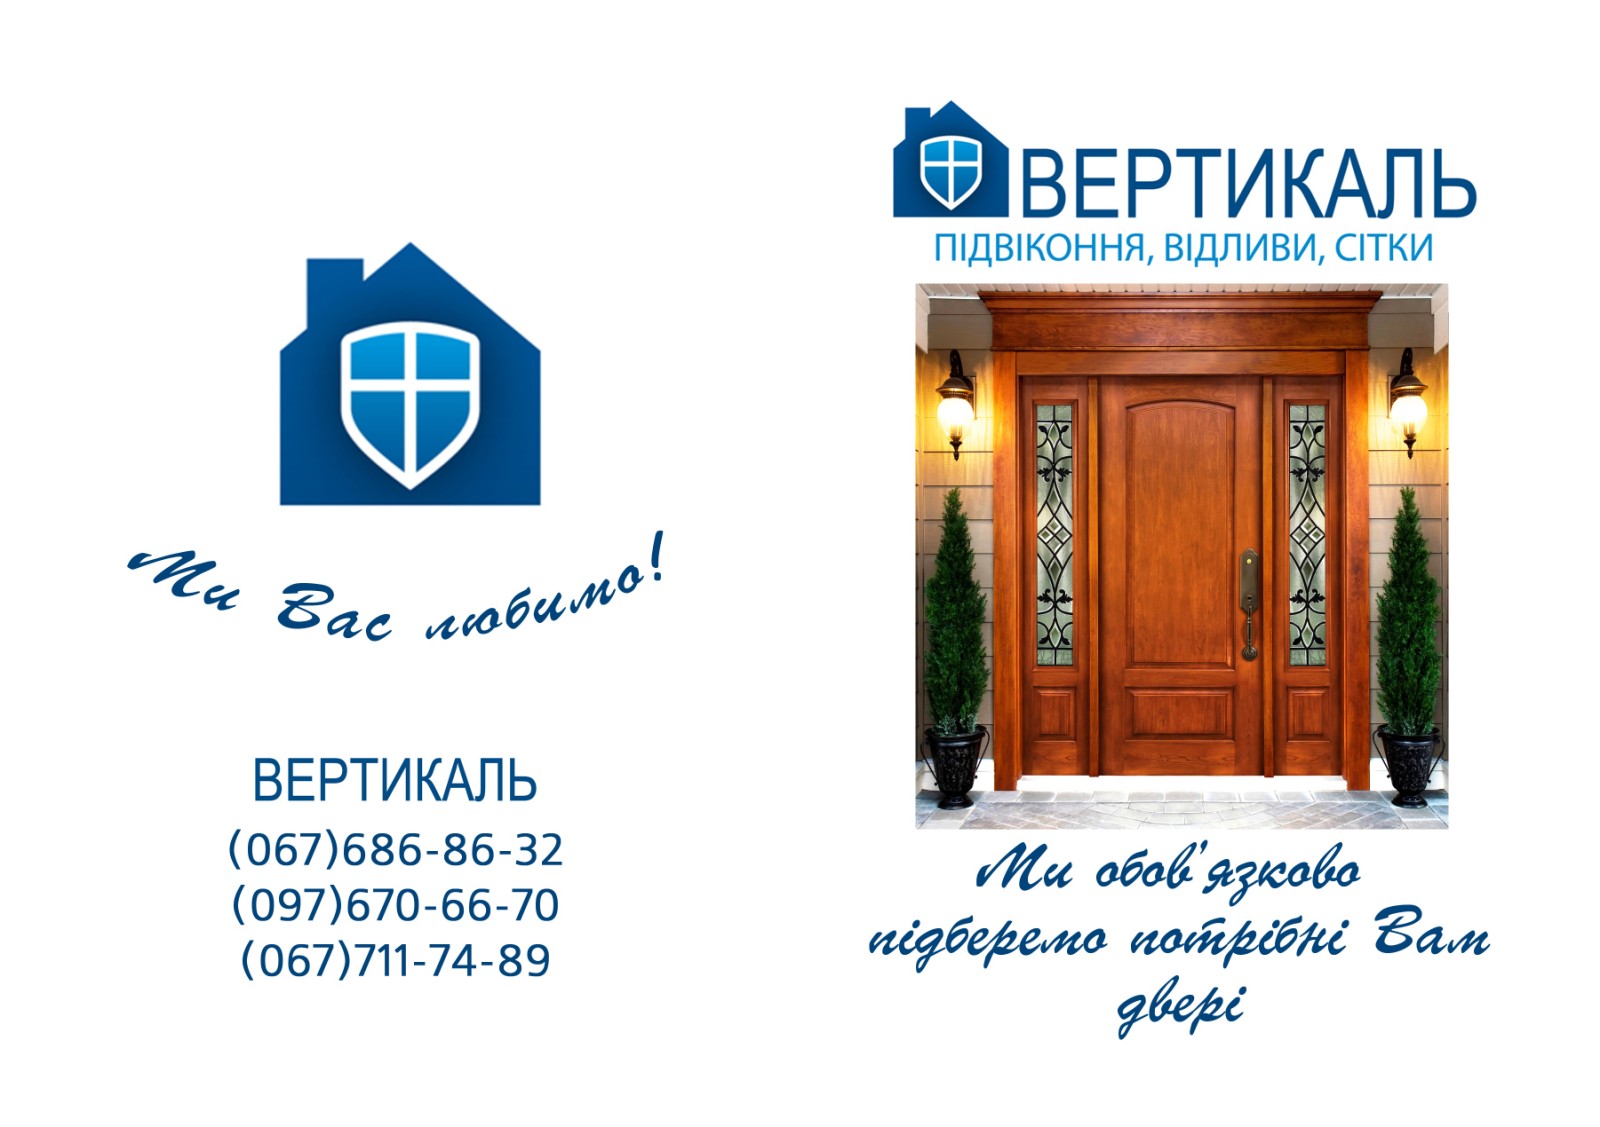 Ми Вас любимо!
ВЕРТИКАЛЬ
(067)686-86-32
(097)670-66-70
(067)711-74-89
ВЕРТИКАЛЬ
ПІДВІКОННЯ, ВІДЛИВИ, СІТКИ
Ми обов'язково
підберемо потрібні Вам
двері